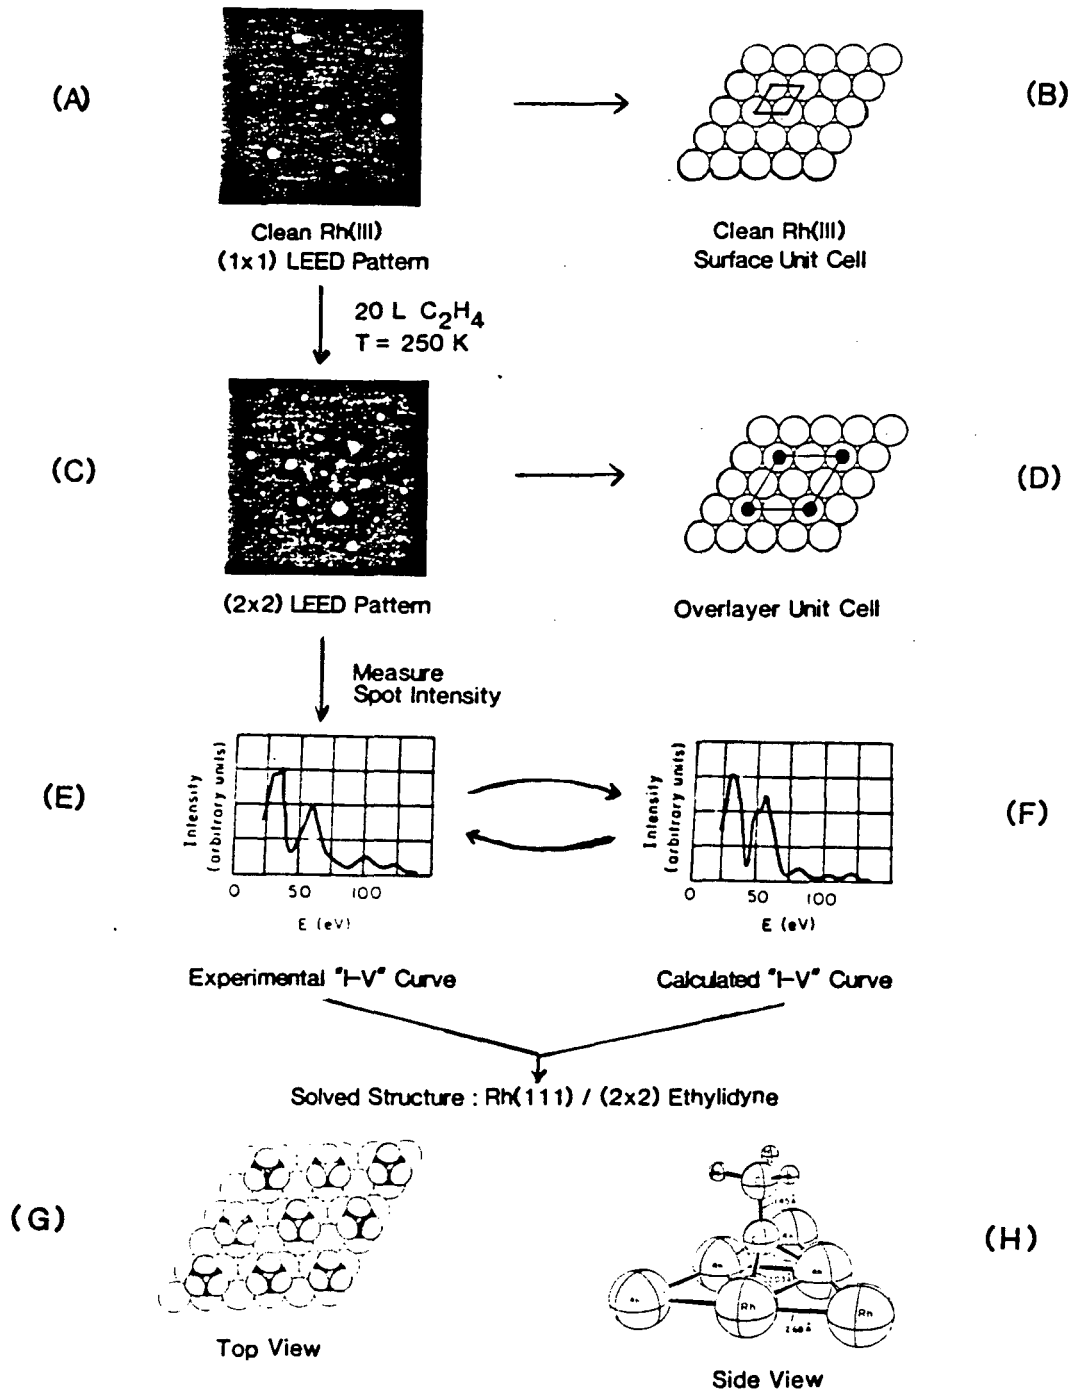 (A)
(B)
Clean Rh(III)
(1x1) LEED Pattern
Clean Rh(III)
Surface Unit Cell
20 L C2H4
T = 250 K
(C)
(D)
(2x2) LEED Pattern
Overlayer Unit Cell
Measure
Spot Intensity
(E)
(F)
Intensity
(arbitrary units)
0 50 100
E (eV)
Intensity
(arbitrary units)
0 50 100
E (eV)
Experimental "I-V" Curve
Calculated "I-V" Curve
Solved Structure : Rh(111) / (2x2) Ethylidyne
(G)
(H)
Rh
Rh
Top View
Side View